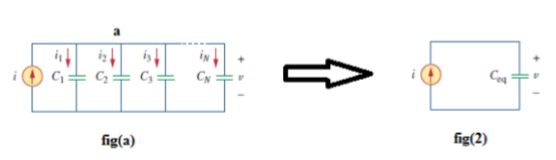 a
i₁ i₂ i₃ i_N +
i C₁ C₂ C₃ C_N v
−
fig(a)
+
i C_eq v
−
fig(2)